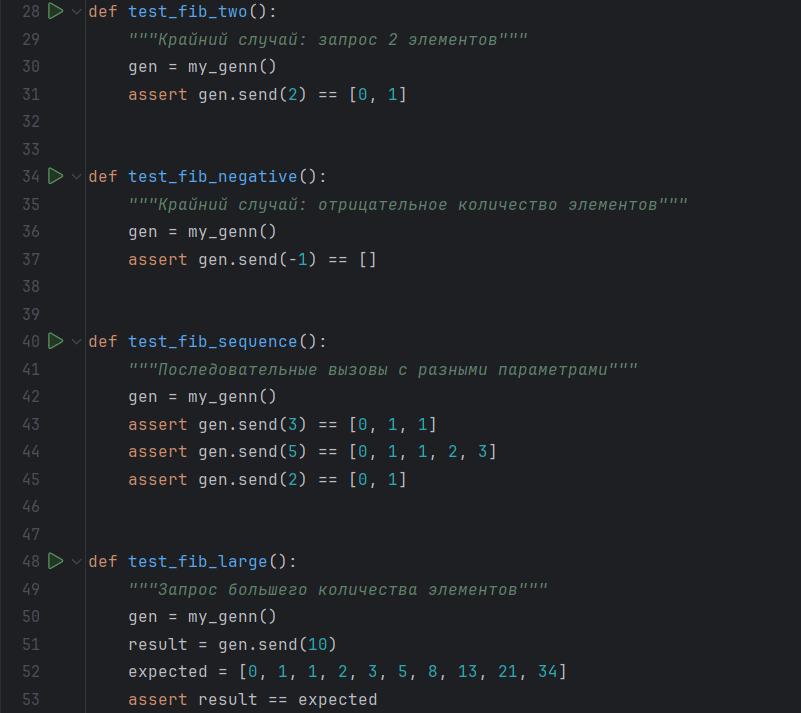 28 def test_fib_two():
29     """Крайний случай: запрос 2 элементов"""
30     gen = my_genn()
31     assert gen.send(2) == [0, 1]
32
33
34 def test_fib_negative():
35     """Крайний случай: отрицательное количество элементов"""
36     gen = my_genn()
37     assert gen.send(-1) == []
38
39
40 def test_fib_sequence():
41     """Последовательные вызовы с разными параметрами"""
42     gen = my_genn()
43     assert gen.send(3) == [0, 1, 1]
44     assert gen.send(5) == [0, 1, 1, 2, 3]
45     assert gen.send(2) == [0, 1]
46
47
48 def test_fib_large():
49     """Запрос большего количества элементов"""
50     gen = my_genn()
51     result = gen.send(10)
52     expected = [0, 1, 1, 2, 3, 5, 8, 13, 21, 34]
53     assert result == expected